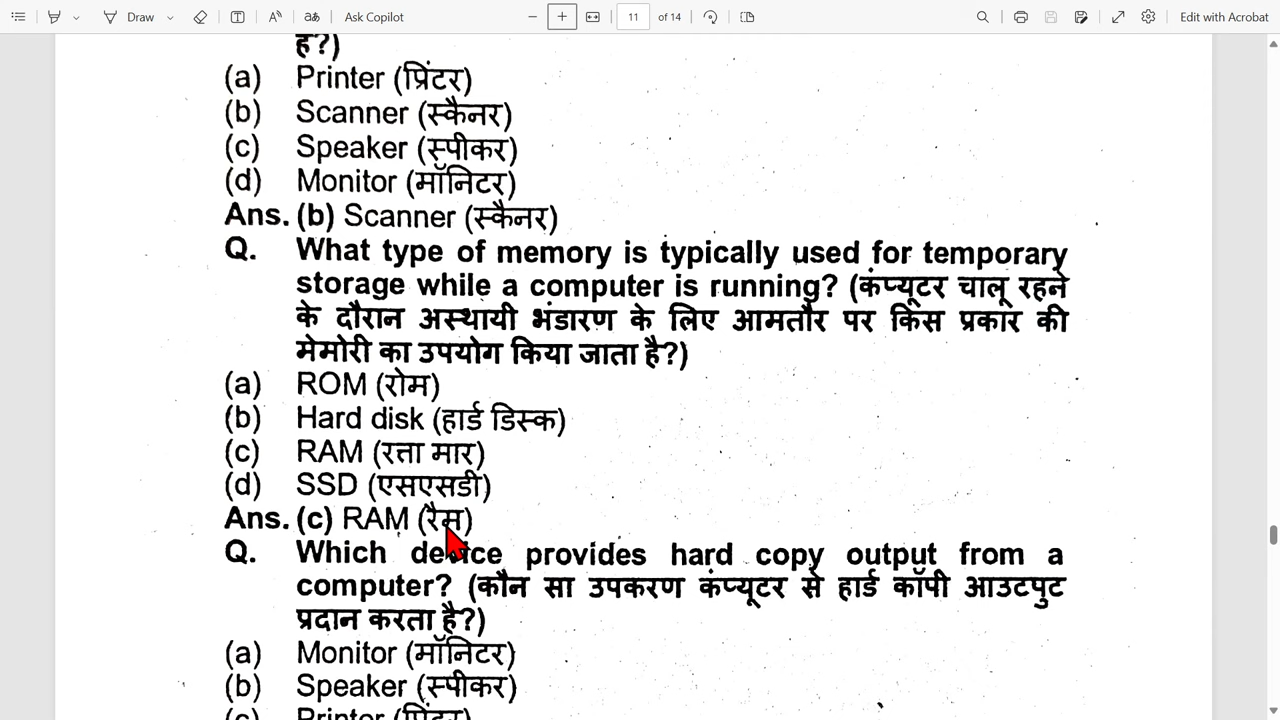 Draw
Ask Copilot
11 of 14
Edit with Acrobat
है?)
(a) Printer (प्रिंटर)
(b) Scanner (स्कैनर)
(c) Speaker (स्पीकर)
(d) Monitor (मॉनिटर)
Ans. (b) Scanner (स्कैनर)
Q. What type of memory is typically used for temporary
storage while a computer is running? (कंप्यूटर चालू रहने
के दौरान अस्थायी भंडारण के लिए आमतौर पर किस प्रकार की
मेमोरी का उपयोग किया जाता है?)
(a) ROM (रोम)
(b) Hard disk (हार्ड डिस्क)
(c) RAM (रत्ता मार)
(d) SSD (एसएसडी)
Ans. (c) RAM (रैम)
Q. Which device provides hard copy output from a
computer? (कौन सा उपकरण कंप्यूटर से हार्ड कॉपी आउटपुट
प्रदान करता है?)
(a) Monitor (मॉनिटर)
(b) Speaker (स्पीकर)
(c) Printer (प्रिंटर)